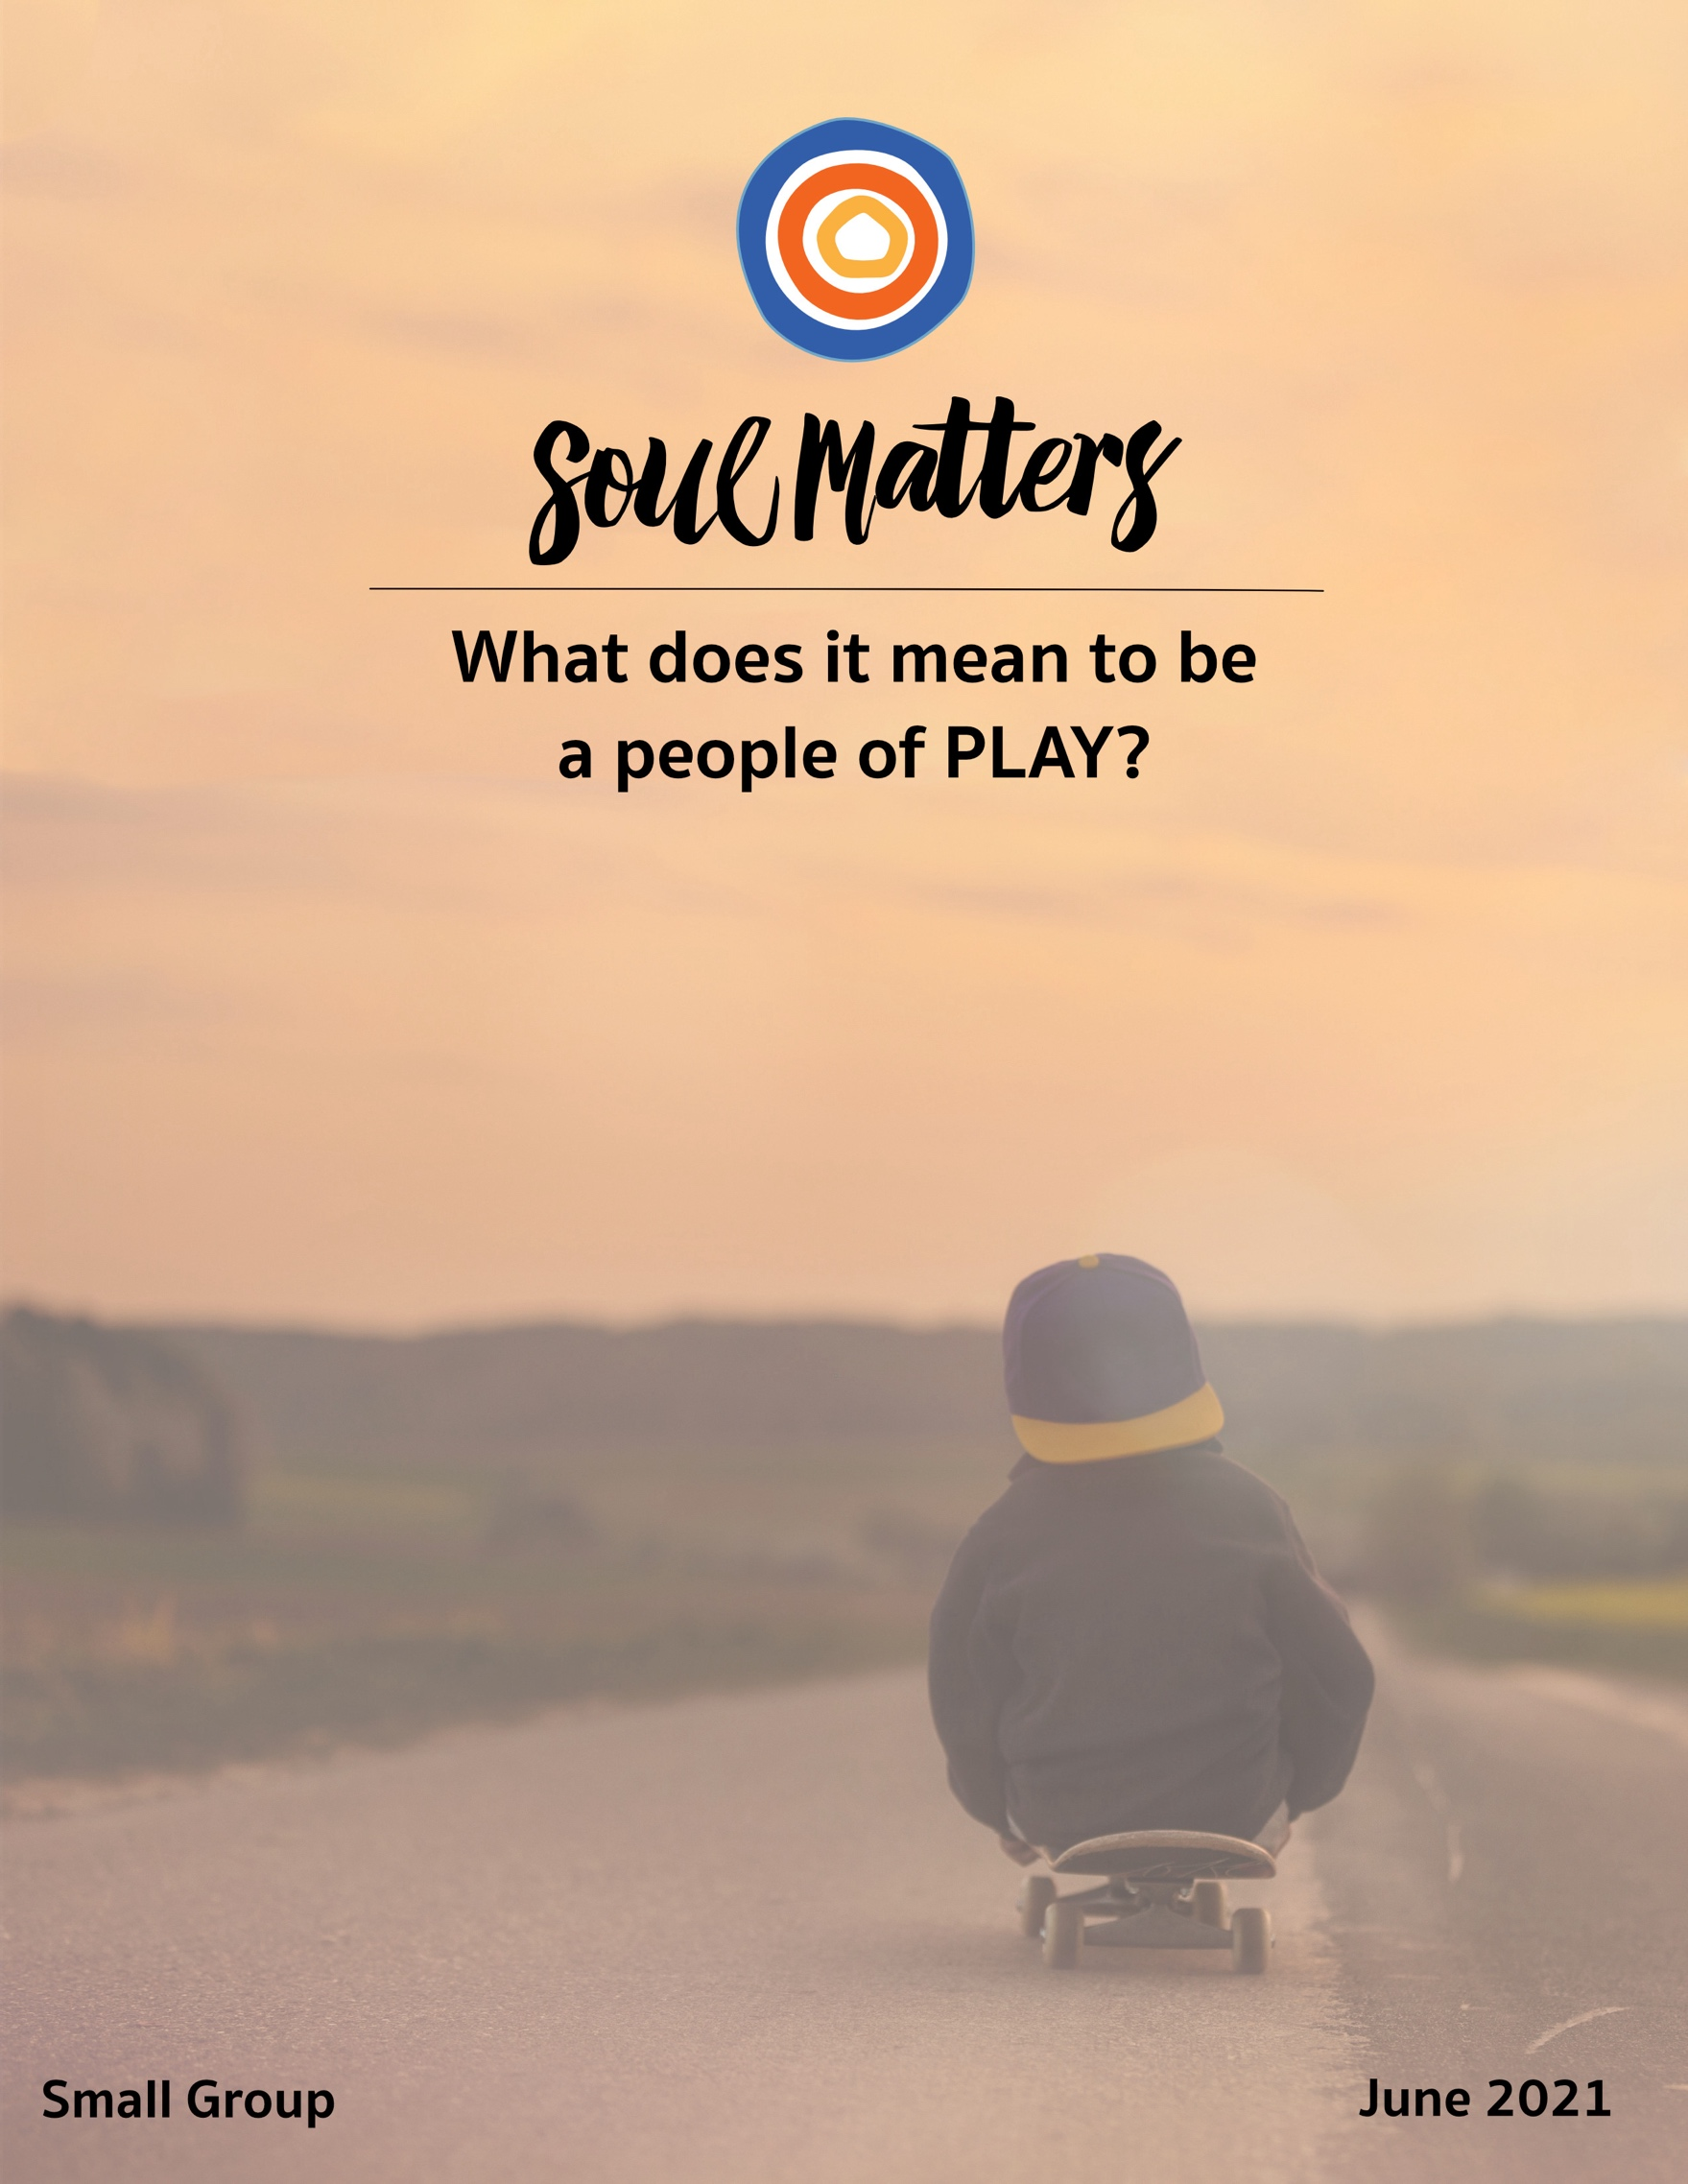 Soul Matters
What does it mean to be
a people of PLAY?
Small Group
June 2021